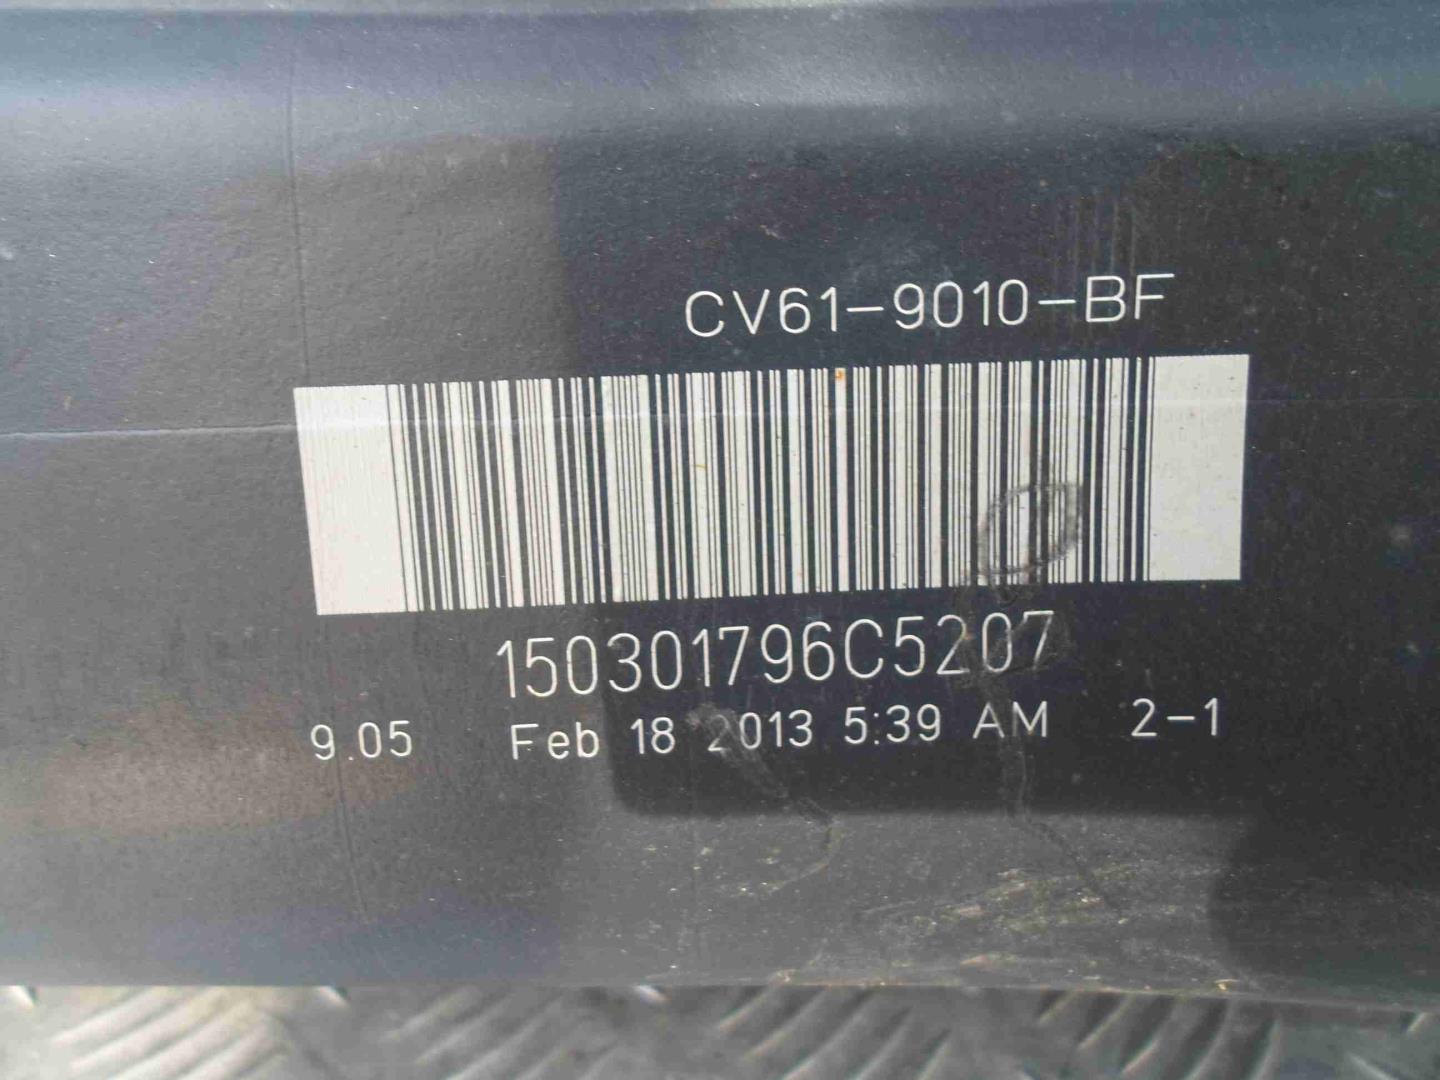 CV61-9010-BF
150301796C5207
9.05 Feb 18 2013 5:39 AM 2-1